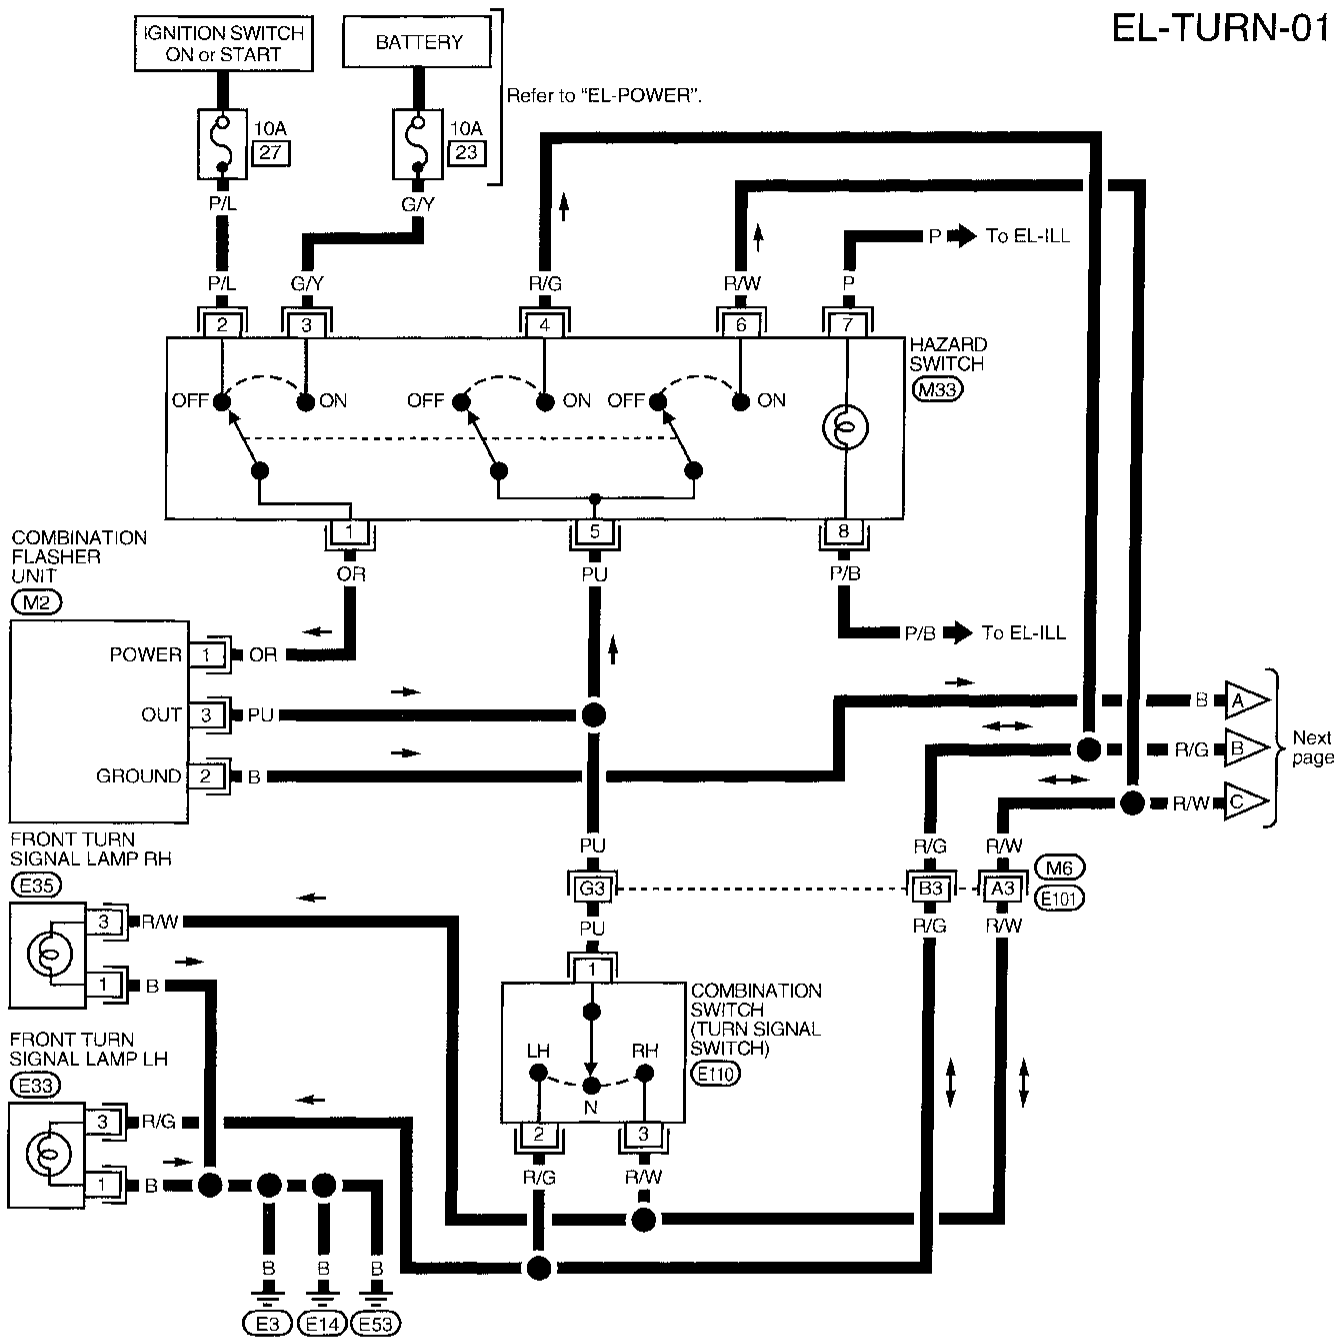 EL-TURN-01
IGNITION SWITCH
ON or START
BATTERY
Refer to “EL-POWER”.
10A
27
10A
23
P/L
G/Y
P
To EL-ILL
P/L
G/Y
R/G
R/W
P
2
3
4
6
7
HAZARD
SWITCH
M33
OFF
ON
OFF
ON
OFF
ON
1
5
8
OR
PU
P/B
P/B
To EL-ILL
COMBINATION
FLASHER
UNIT
M2
POWER
1
OR
OUT
3
PU
GROUND
2
B
B
A
R/G
B
R/W
C
Next
page
PU
R/G
R/W
G3
B3
A3
M6
E101
PU
R/G
R/W
FRONT TURN
SIGNAL LAMP RH
E35
3
R/W
1
B
1
COMBINATION
SWITCH
(TURN SIGNAL
SWITCH)
E110
LH
RH
N
2
3
R/G
R/W
FRONT TURN
SIGNAL LAMP LH
E33
3
R/G
1
B
B
B
B
E3
E14
E53